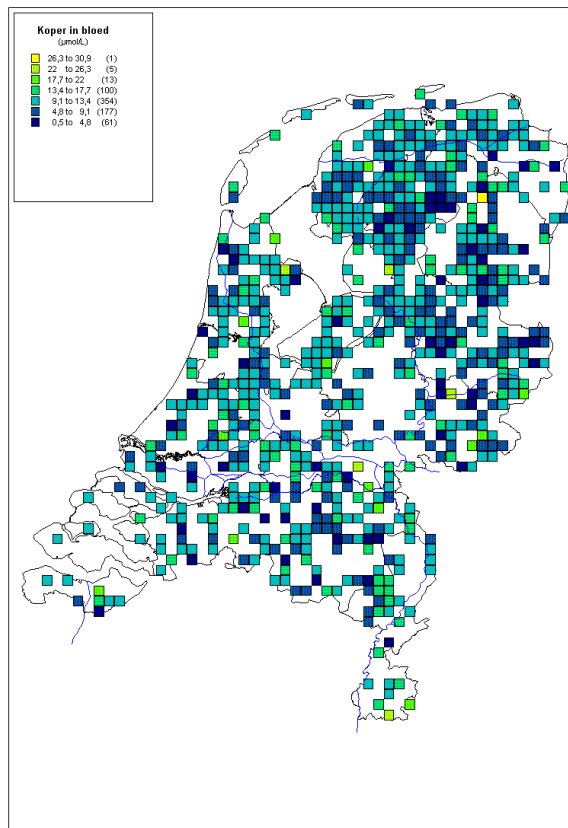 Koper in bloed
(µmol/L)
26,3 to 30,9 (1)
22 to 26,3 (5)
17,7 to 22 (13)
13,4 to 17,7 (100)
9,1 to 13,4 (354)
4,8 to 9,1 (177)
0,5 to 4,8 (61)